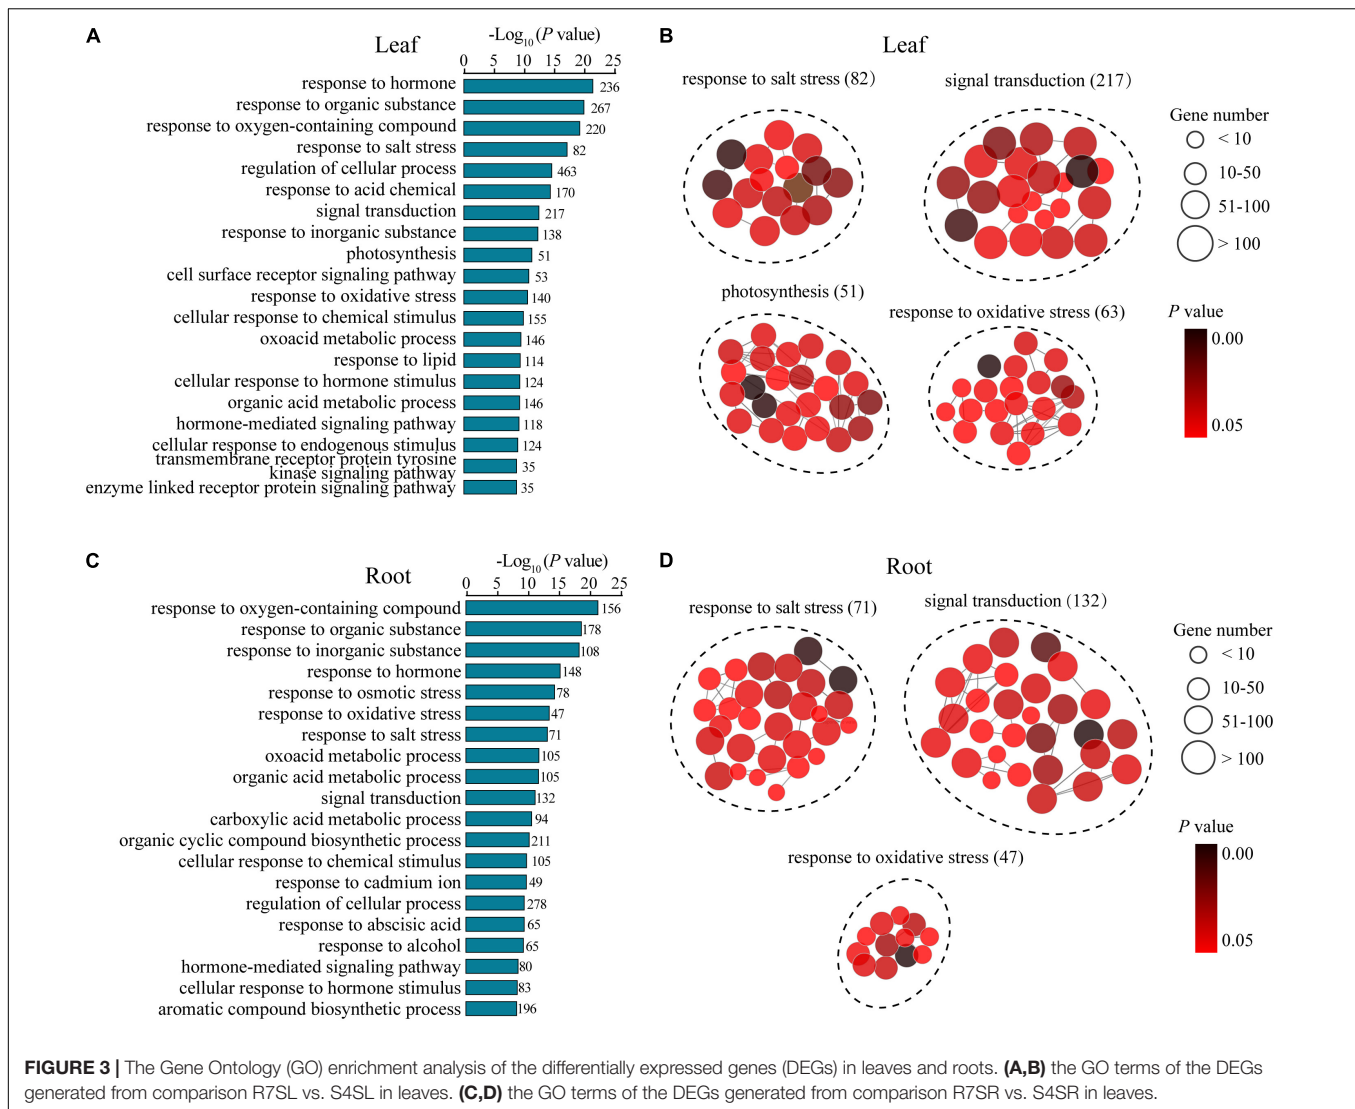 A
Leaf
-Log10 (P value)
0 5 10 15 20 25
response to hormone 236
response to organic substance 267
response to oxygen-containing compound 220
response to salt stress 82
regulation of cellular process 463
response to acid chemical 170
signal transduction 217
response to inorganic substance 138
photosynthesis 51
cell surface receptor signaling pathway 53
response to oxidative stress 140
cellular response to chemical stimulus 155
oxoacid metabolic process 146
response to lipid 114
cellular response to hormone stimulus 124
organic acid metabolic process 146
hormone-mediated signaling pathway 118
cellular response to endogenous stimulus 124
transmembrane receptor protein tyrosine
kinase signaling pathway 35
enzyme linked receptor protein signaling pathway 35
B
Leaf
response to salt stress (82)
signal transduction (217)
photosynthesis (51)
response to oxidative stress (63)
Gene number
< 10
10-50
51-100
> 100
P value
0.00
0.05
C
Root
-Log10 (P value)
0 5 10 15 20 25
response to oxygen-containing compound 156
response to organic substance 178
response to inorganic substance 108
response to hormone 148
response to osmotic stress 78
response to oxidative stress 47
response to salt stress 71
oxoacid metabolic process 105
organic acid metabolic process 105
signal transduction 132
carboxylic acid metabolic process 94
organic cyclic compound biosynthetic process 211
cellular response to chemical stimulus 105
response to cadmium ion 49
regulation of cellular process 278
response to abscisic acid 65
response to alcohol 65
hormone-mediated signaling pathway 80
cellular response to hormone stimulus 83
aromatic compound biosynthetic process 196
D
Root
response to salt stress (71)
signal transduction (132)
response to oxidative stress (47)
Gene number
< 10
10-50
51-100
> 100
P value
0.00
0.05
FIGURE 3 | The Gene Ontology (GO) enrichment analysis of the differentially expressed genes (DEGs) in leaves and roots. (A,B) the GO terms of the DEGs
generated from comparison R7SL vs. S4SL in leaves. (C,D) the GO terms of the DEGs generated from comparison R7SR vs. S4SR in leaves.